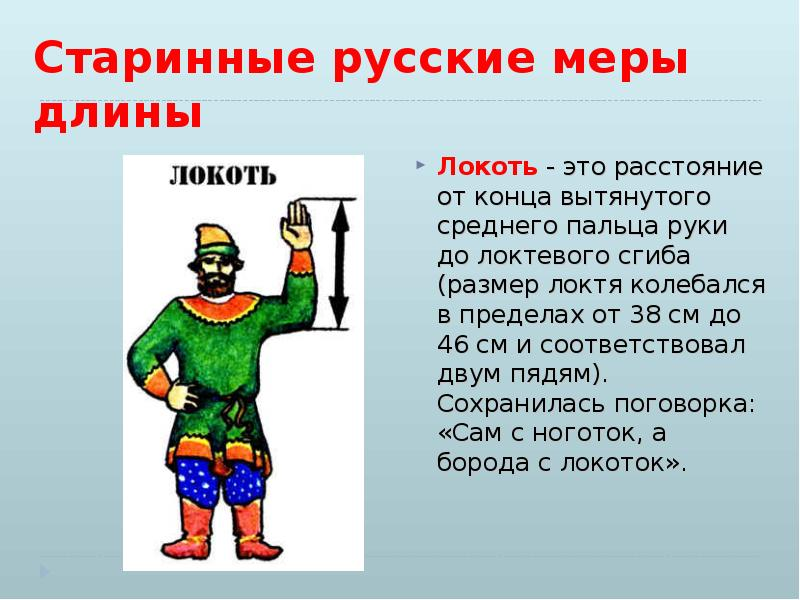 Старинные русские меры
длины
ЛОКОТЬ
Локоть - это расстояние
от конца вытянутого
среднего пальца руки
до локтевого сгиба
(размер локтя колебался
в пределах от 38 см до
46 см и соответствовал
двум пядям).
Сохранилась поговорка:
«Сам с ноготок, а
борода с локоток».